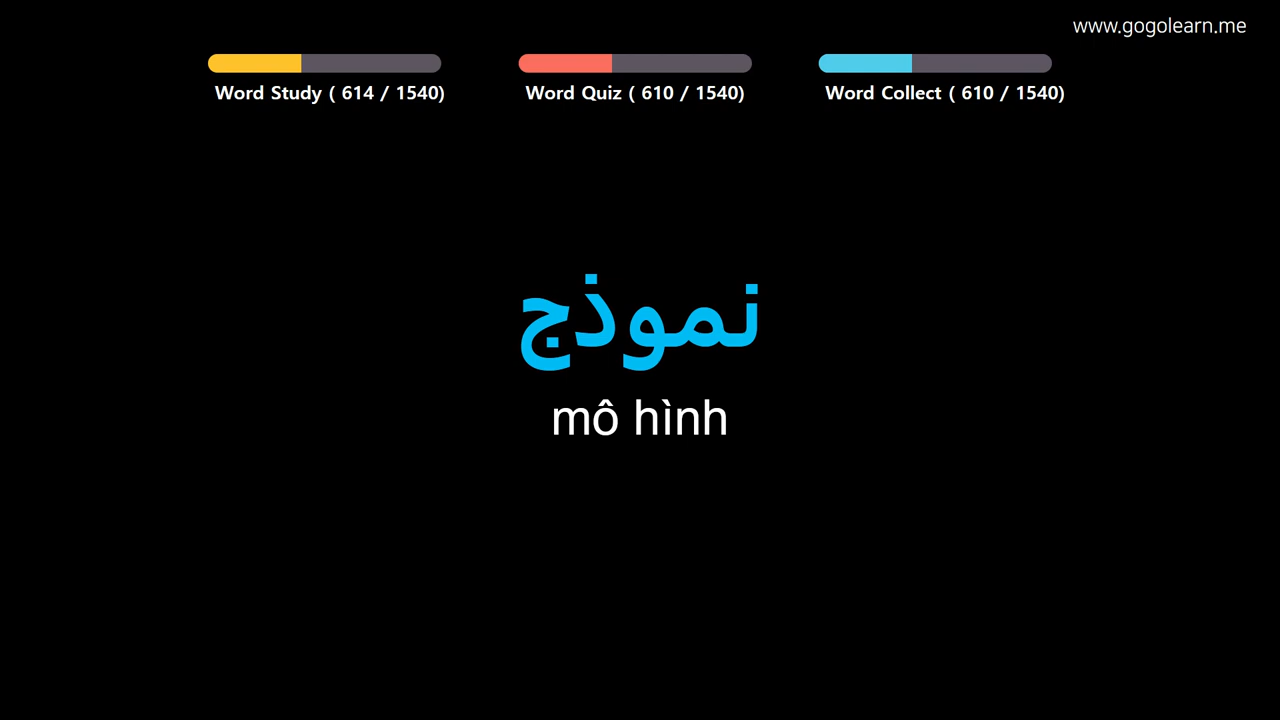 www.gogolearn.me
Word Study ( 614 / 1540)
Word Quiz ( 610 / 1540)
Word Collect ( 610 / 1540)
نموذج
mô hình